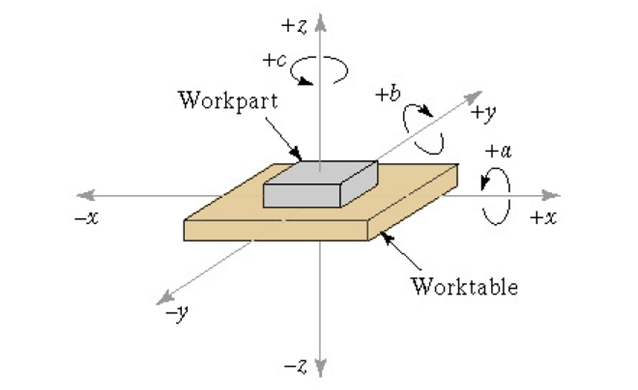 +z
+c
Workpart
+b
+y
+a
–x
+x
Worktable
–y
–z